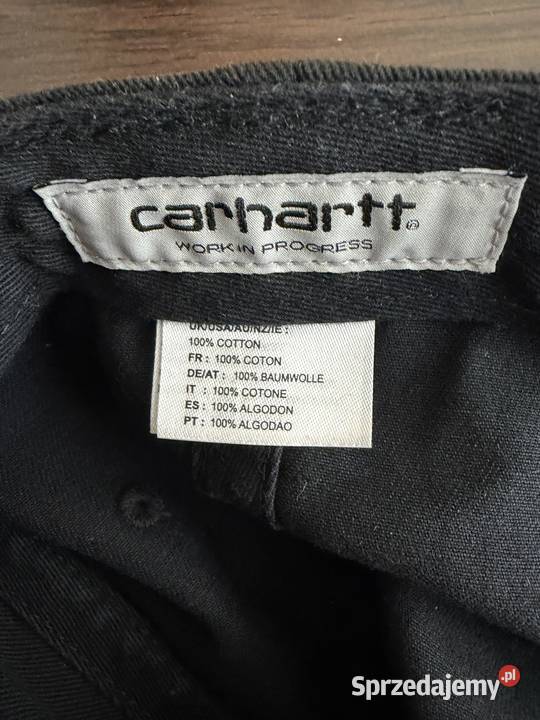 carhartt®
WORK IN PROGRESS
UK/USA/AU/NZ/IE :
100% COTTON
FR : 100% COTON
DE/AT : 100% BAUMWOLLE
IT : 100% COTONE
ES : 100% ALGODON
PT : 100% ALGODAO
Sprzedajemy.pl